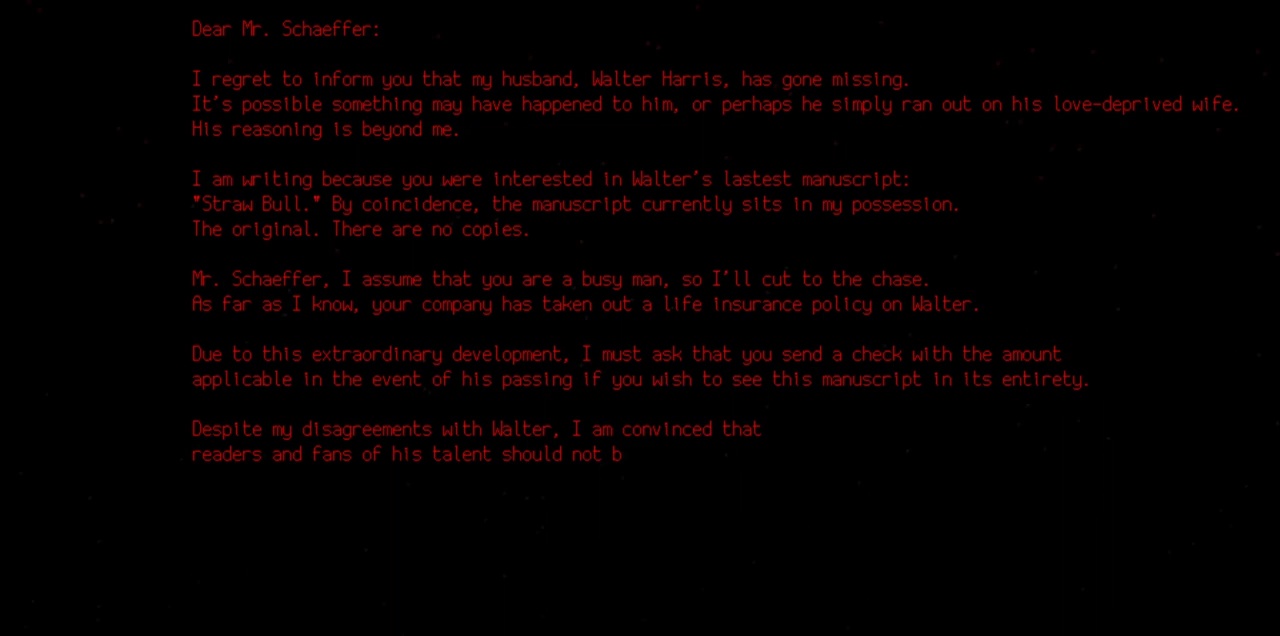 Dear Mr. Schaeffer:
I regret to inform you that my husband, Walter Harris, has gone missing.
It's possible something may have happened to him, or perhaps he simply ran out on his love-deprived wife.
His reasoning is beyond me.
I am writing because you were interested in Walter's lastest manuscript:
"Straw Bull." By coincidence, the manuscript currently sits in my possession.
The original. There are no copies.
Mr. Schaeffer, I assume that you are a busy man, so I'll cut to the chase.
As far as I know, your company has taken out a life insurance policy on Walter.
Due to this extraordinary development, I must ask that you send a check with the amount
applicable in the event of his passing if you wish to see this manuscript in its entirety.
Despite my disagreements with Walter, I am convinced that
readers and fans of his talent should not b